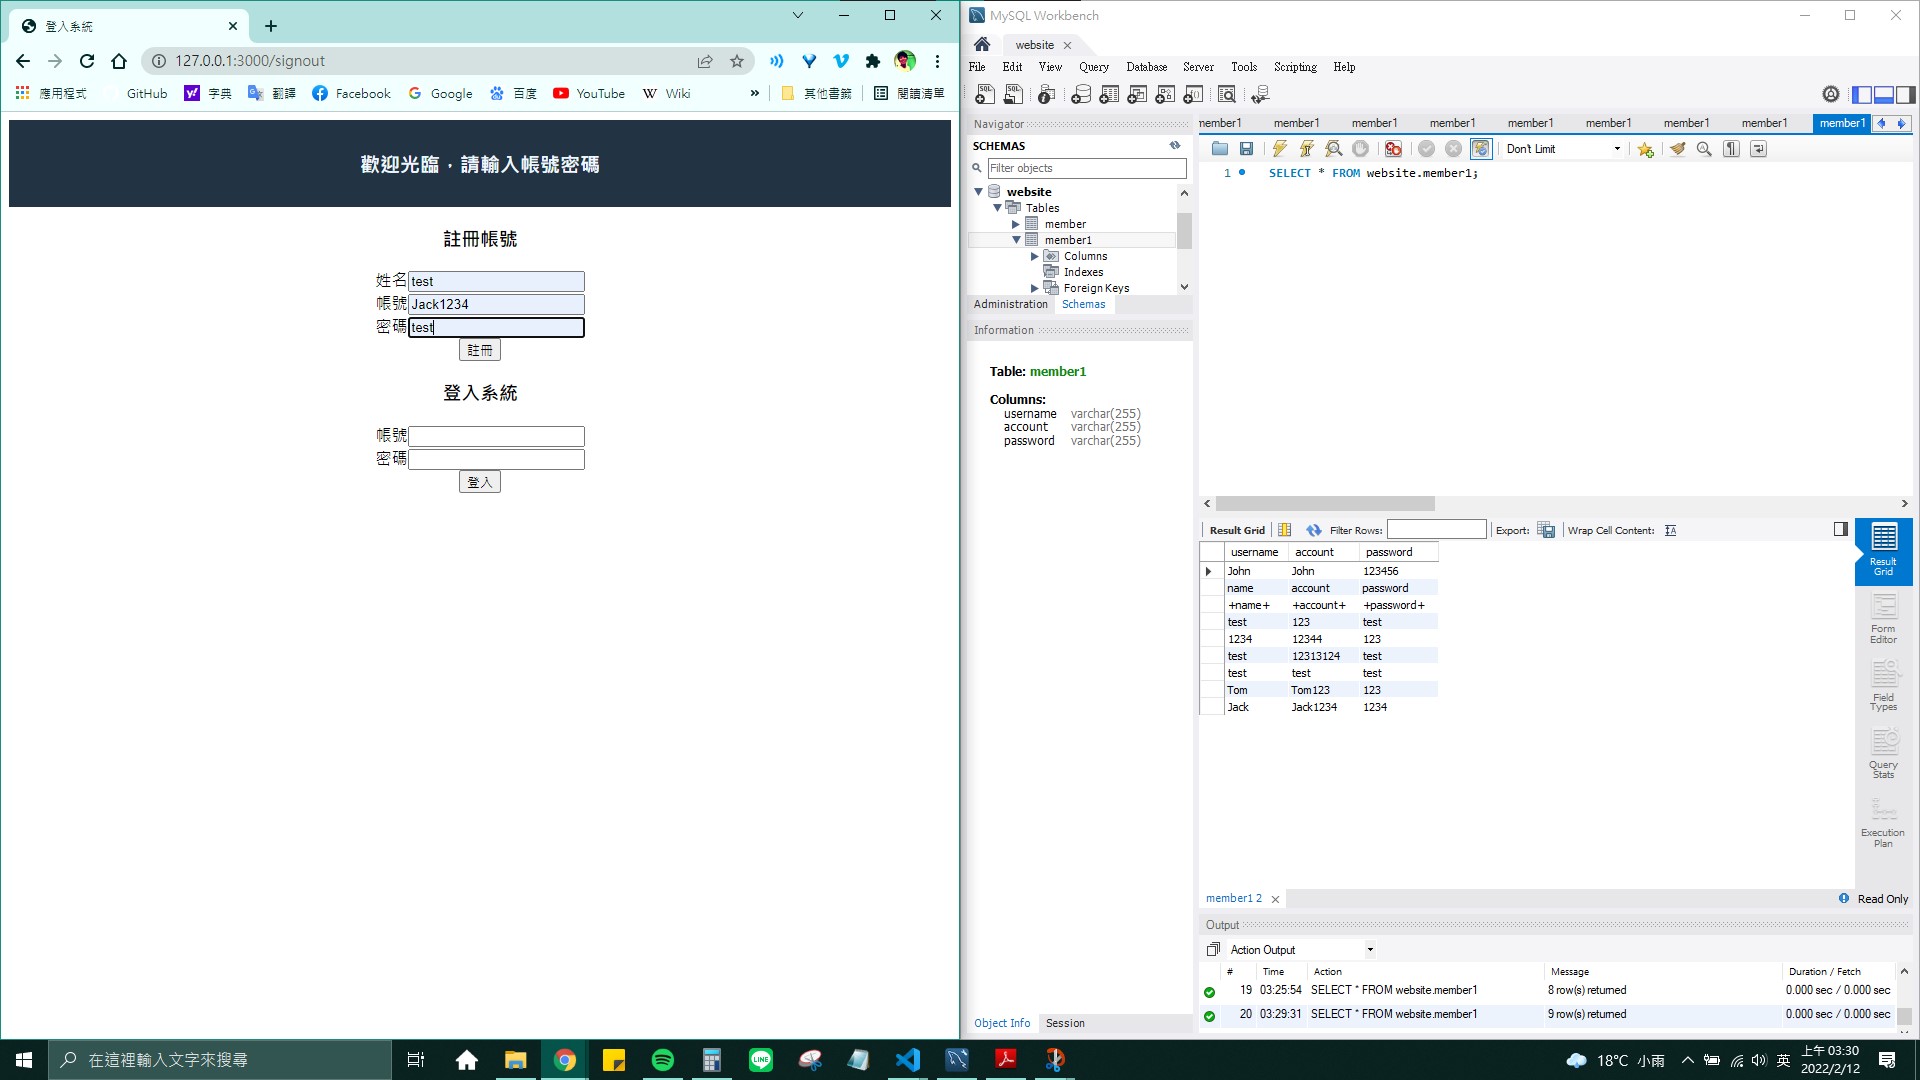 登入系統
127.0.0.1:3000/signout
應用程式 GitHub 字典 翻譯 Facebook Google 百度 YouTube Wiki » 其他書籤 閱讀清單
歡迎光臨，請輸入帳號密碼
註冊帳號
姓名 test
帳號 Jack1234
密碼 test
註冊
登入系統
帳號
密碼
登入
MySQL Workbench
website
File Edit View Query Database Server Tools Scripting Help
Navigator
SCHEMAS
Filter objects
website
Tables
member
member1
Columns
Indexes
Foreign Keys
Administration Schemas
Information
Table: member1
Columns:
username varchar(255)
account varchar(255)
password varchar(255)
Object Info Session
member1 member1 member1 member1 member1 member1 member1 member1 member1
Don't Limit
1 SELECT * FROM website.member1;
Result Grid Filter Rows: Export: Wrap Cell Content:
username account password
John John 123456
name account password
+name+ +account+ +password+
test 123 test
1234 12344 123
test 12313124 test
test test test
Tom Tom123 123
Jack Jack1234 1234
Result
Grid
Form
Editor
Field
Types
Query
Stats
Execution
Plan
member1 2 Read Only
Output
Action Output
# Time Action Message Duration / Fetch
19 03:25:54 SELECT * FROM website.member1 8 row(s) returned 0.000 sec / 0.000 sec
20 03:29:31 SELECT * FROM website.member1 9 row(s) returned 0.000 sec / 0.000 sec
在這裡輸入文字來搜尋
18°C 小雨 英 上午 03:30
2022/2/12